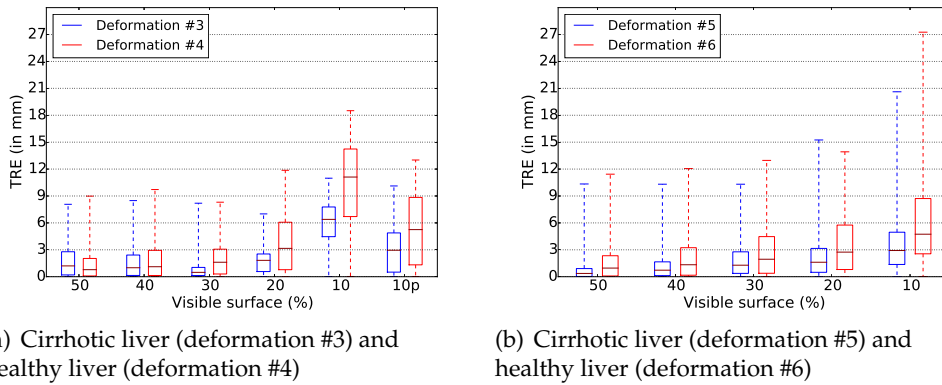 27
24
21
18
15
12
9
6
3
0
TRE (in mm)
Deformation #3
Deformation #4
50 40 30 20 10 10p
Visible surface (%)
27
24
21
18
15
12
9
6
3
0
TRE (in mm)
Deformation #5
Deformation #6
50 40 30 20 10
Visible surface (%)
) Cirrhotic liver (deformation #3) and
ealthy liver (deformation #4)
(b) Cirrhotic liver (deformation #5) and
healthy liver (deformation #6)